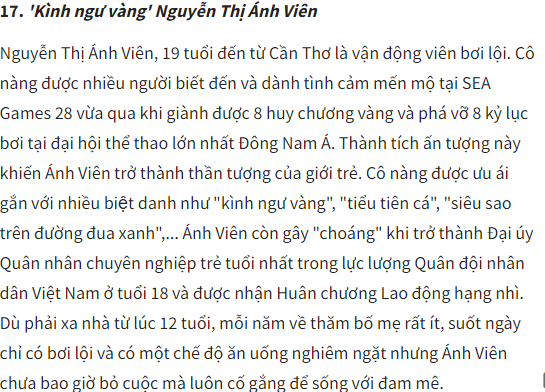 17. 'Kình ngư vàng' Nguyễn Thị Ánh Viên
Nguyễn Thị Ánh Viên, 19 tuổi đến từ Cần Thơ là vận động viên bơi lội. Cô
nàng được nhiều người biết đến và dành tình cảm mến mộ tại SEA
Games 28 vừa qua khi giành được 8 huy chương vàng và phá vỡ 8 kỷ lục
bơi tại đại hội thể thao lớn nhất Đông Nam Á. Thành tích ấn tượng này
khiến Ánh Viên trở thành thần tượng của giới trẻ. Cô nàng được ưu ái
gắn với nhiều biệt danh như "kình ngư vàng", "tiểu tiên cá", "siêu sao
trên đường đua xanh",... Ánh Viên còn gây "choáng" khi trở thành Đại úy
Quân nhân chuyên nghiệp trẻ tuổi nhất trong lực lượng Quân đội nhân
dân Việt Nam ở tuổi 18 và được nhận Huân chương Lao động hạng nhì.
Dù phải xa nhà từ lúc 12 tuổi, mỗi năm về thăm bố mẹ rất ít, suốt ngày
chỉ có bơi lội và có một chế độ ăn uống nghiêm ngặt nhưng Ánh Viên
chưa bao giờ bỏ cuộc mà luôn cố gắng để sống với đam mê.